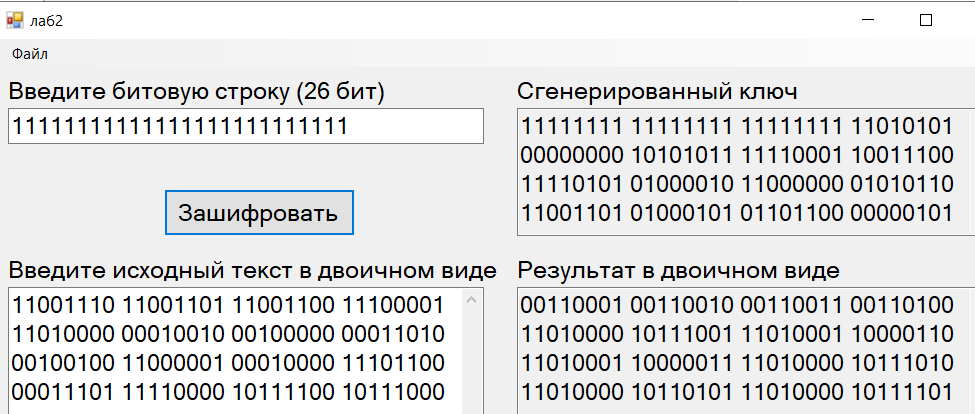 лаб2
Файл
Введите битовую строку (26 бит)
11111111111111111111111111
Зашифровать
Сгенерированный ключ
11111111 11111111 11111111 11010101
00000000 10101011 11110001 10011100
11110101 01000010 11000000 01010110
11001101 01000101 01101100 00000101
Введите исходный текст в двоичном виде
11001110 11001101 11001100 11100001
11010000 00010010 00100000 00011010
00100100 11000001 00010000 11101100
00011101 11110000 10111100 10111000
Результат в двоичном виде
00110001 00110010 00110011 00110100
11010000 10111001 11010001 10000110
11010001 10000011 11010000 10111010
11010000 10110101 11010000 10111101